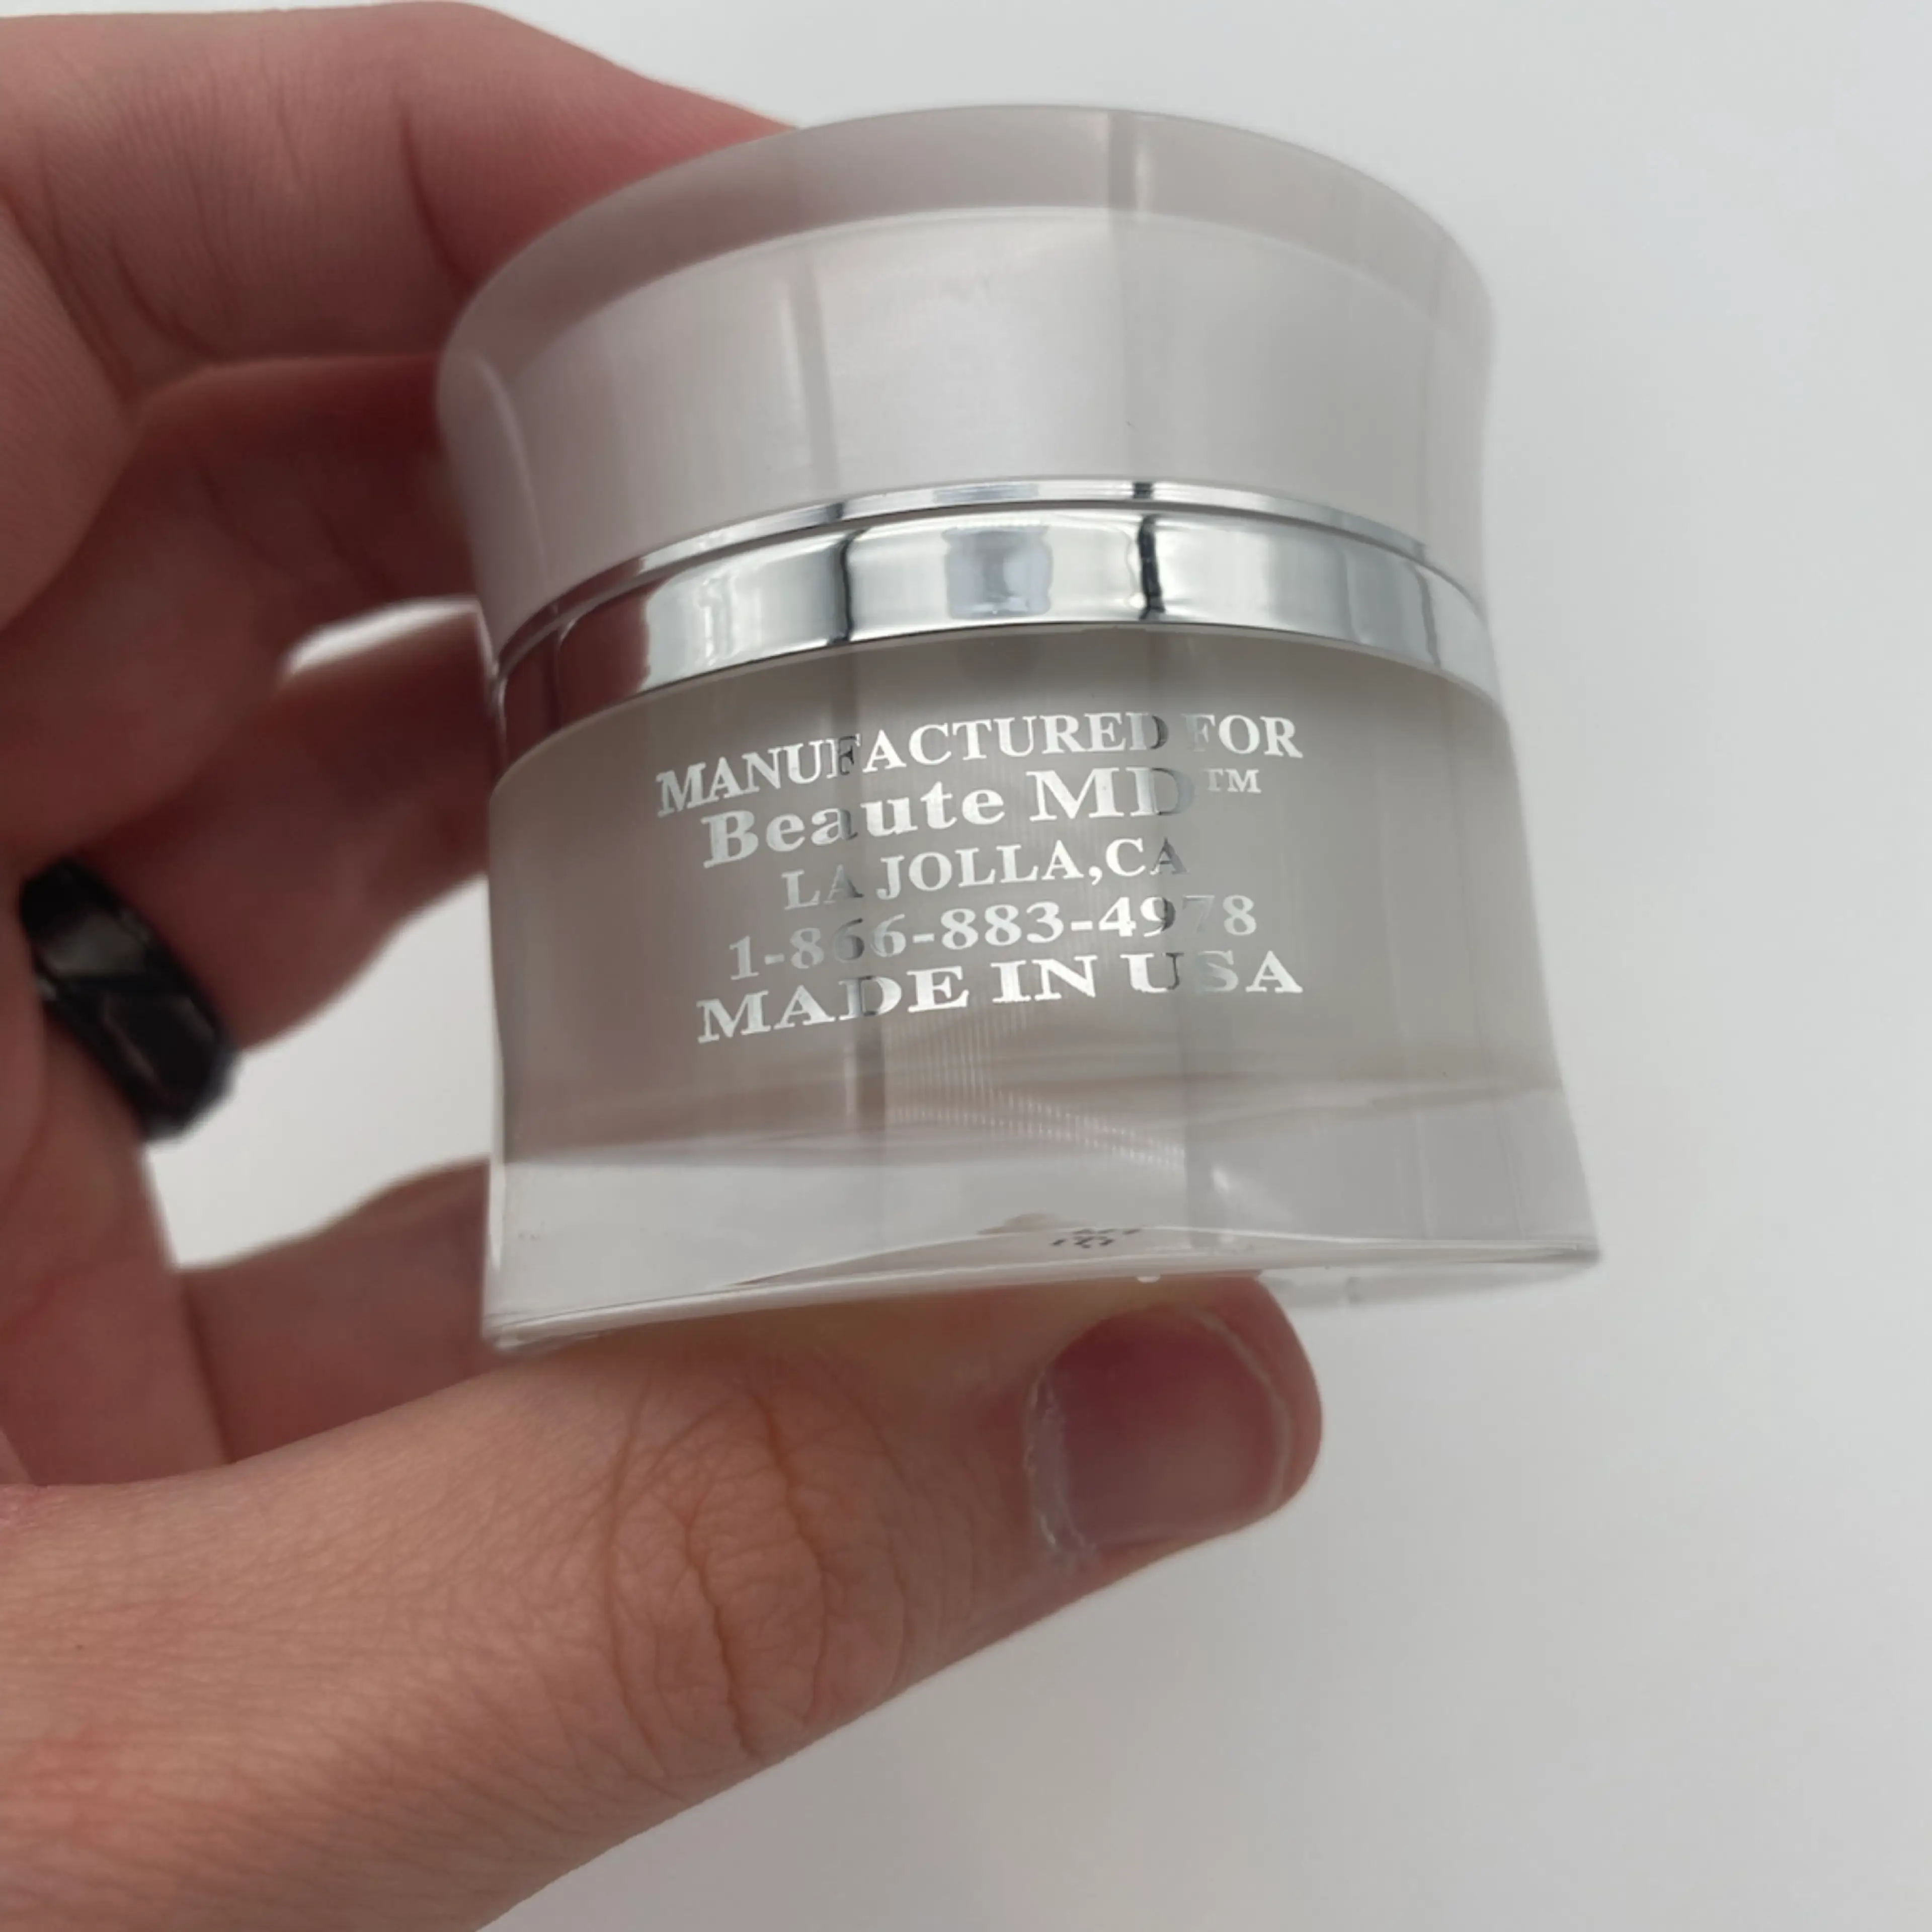 MANUFACTURED FOR
Beaute MD™
LA JOLLA,CA
1-866-883-4978
MADE IN USA